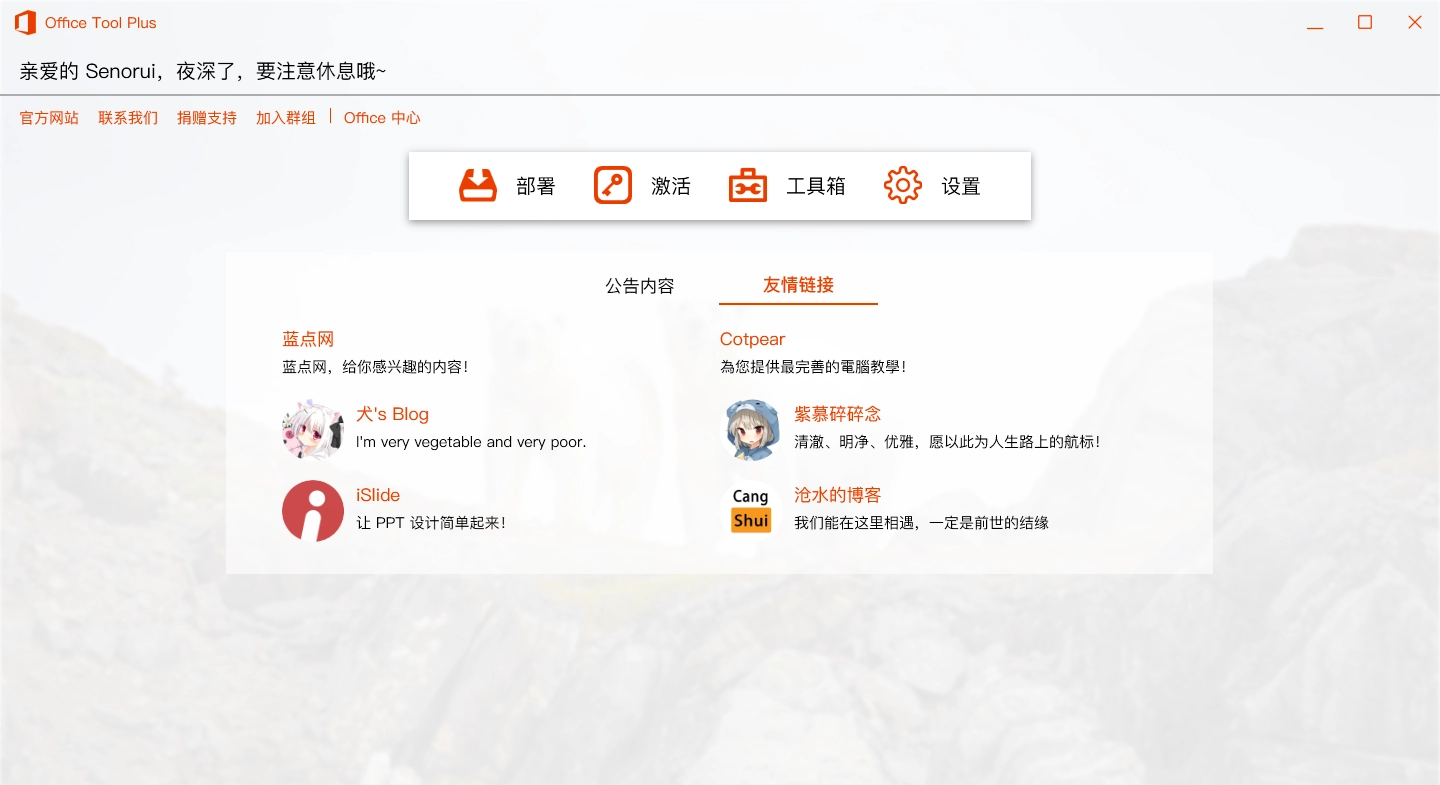 Office Tool Plus
亲爱的 Senorui，夜深了，要注意休息哦~
官方网站 联系我们 捐赠支持 加入群组 | Office 中心
部署 激活 工具箱 设置
公告内容 友情链接
蓝点网 Cotpear
蓝点网，给你感兴趣的内容！ 為您提供最完善的電腦教學！
犬's Blog 紫慕碎碎念
I'm very vegetable and very poor. 清澈、明净、优雅，愿以此为人生路上的航标！
iSlide 沧水的博客
让 PPT 设计简单起来！ 我们能在这里相遇，一定是前世的结缘
Cang
Shui